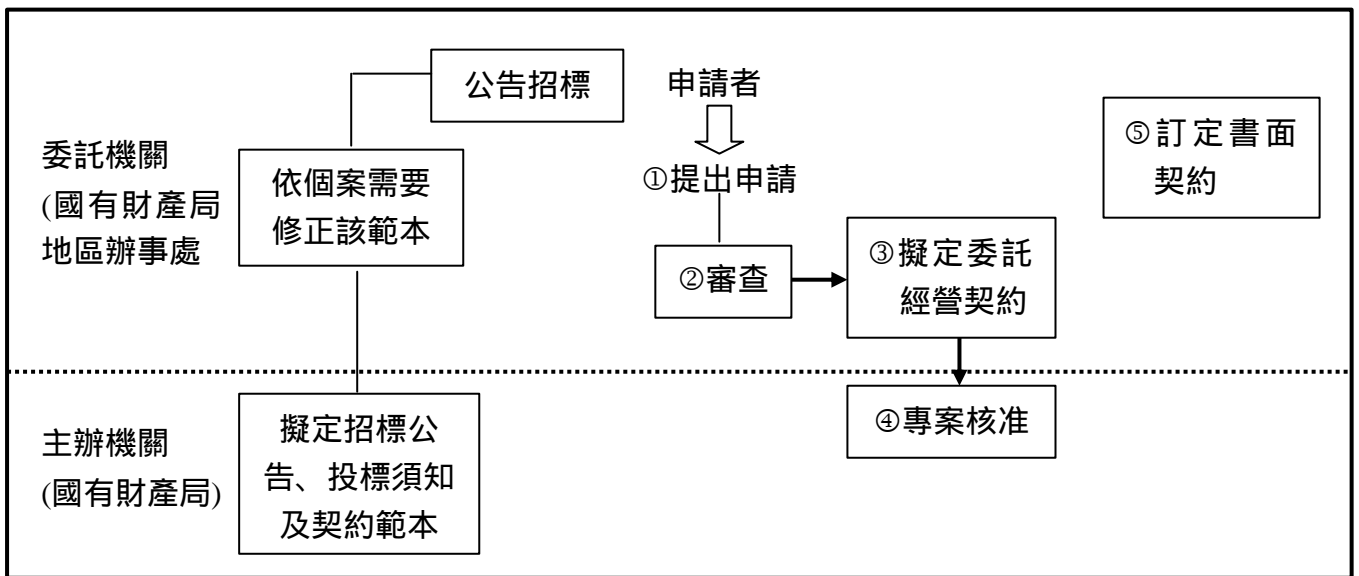 公告招標
申請者
⑤訂定書面
契約
委託機關
(國有財產局
地區辦事處
依個案需要
修正該範本
①提出申請
②審查
③擬定委託
經營契約
主辦機關
(國有財產局)
擬定招標公
告、投標須知
及契約範本
④專案核准